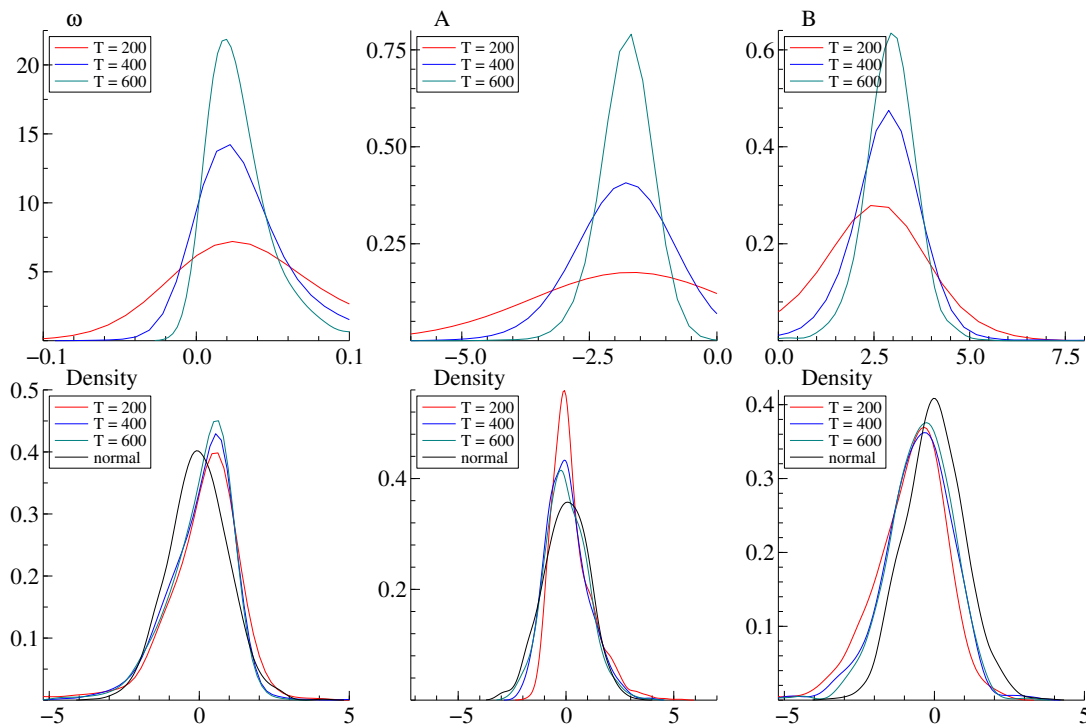 ω
A
B
T = 200
T = 400
T = 600
T = 200
T = 400
T = 600
T = 200
T = 400
T = 600
20
15
10
5
0.75
0.50
0.25
0.6
0.4
0.2
−0.1
0.0
0.1
−5.0
−2.5
0.0
0.0
2.5
5.0
7.5
Density
Density
Density
T = 200
T = 400
T = 600
normal
T = 200
T = 400
T = 600
normal
T = 200
T = 400
T = 600
normal
0.5
0.4
0.3
0.2
0.1
0.4
0.2
0.4
0.3
0.2
0.1
−5
0
5
−5
0
5
−5
0
5